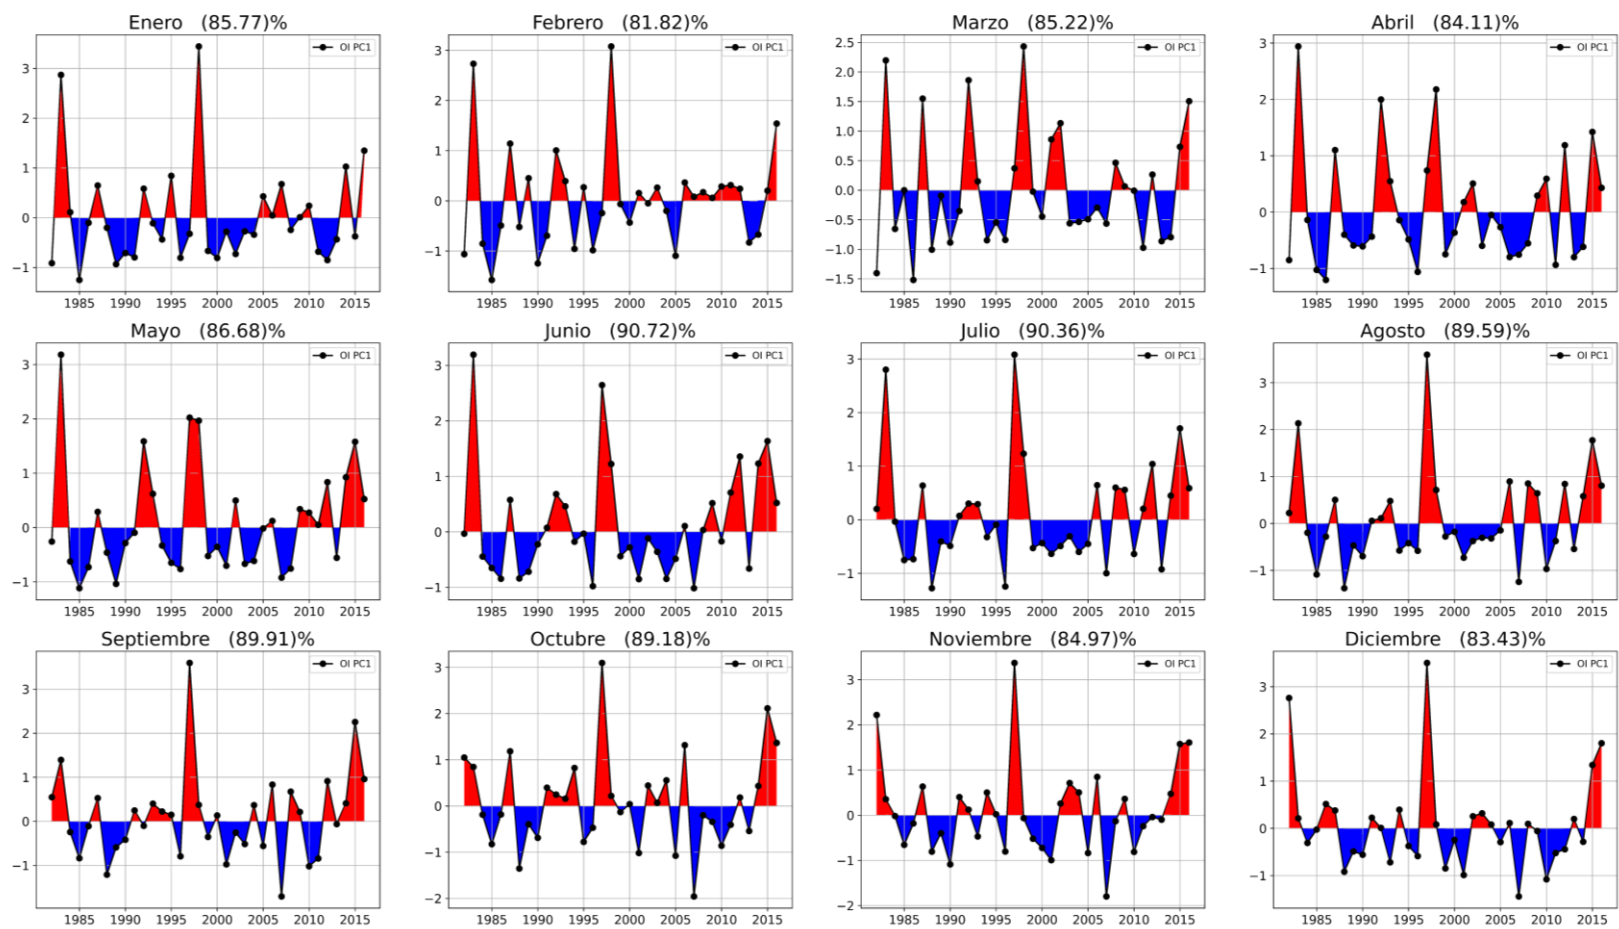 Enero (85.77)%
OI PC1
3
2
1
0
−1
1985 1990 1995 2000 2005 2010 2015
Febrero (81.82)%
OI PC1
3
2
1
0
−1
1985 1990 1995 2000 2005 2010 2015
Marzo (85.22)%
OI PC1
2.5
2.0
1.5
1.0
0.5
0.0
−0.5
−1.0
−1.5
1985 1990 1995 2000 2005 2010 2015
Abril (84.11)%
OI PC1
3
2
1
0
−1
1985 1990 1995 2000 2005 2010 2015
Mayo (86.68)%
OI PC1
3
2
1
0
−1
1985 1990 1995 2000 2005 2010 2015
Junio (90.72)%
OI PC1
3
2
1
0
−1
1985 1990 1995 2000 2005 2010 2015
Julio (90.36)%
OI PC1
3
2
1
0
−1
1985 1990 1995 2000 2005 2010 2015
Agosto (89.59)%
OI PC1
3
2
1
0
−1
1985 1990 1995 2000 2005 2010 2015
Septiembre (89.91)%
OI PC1
3
2
1
0
−1
1985 1990 1995 2000 2005 2010 2015
Octubre (89.18)%
OI PC1
3
2
1
0
−1
−2
1985 1990 1995 2000 2005 2010 2015
Noviembre (84.97)%
OI PC1
3
2
1
0
−1
−2
1985 1990 1995 2000 2005 2010 2015
Diciembre (83.43)%
OI PC1
3
2
1
0
−1
1985 1990 1995 2000 2005 2010 2015